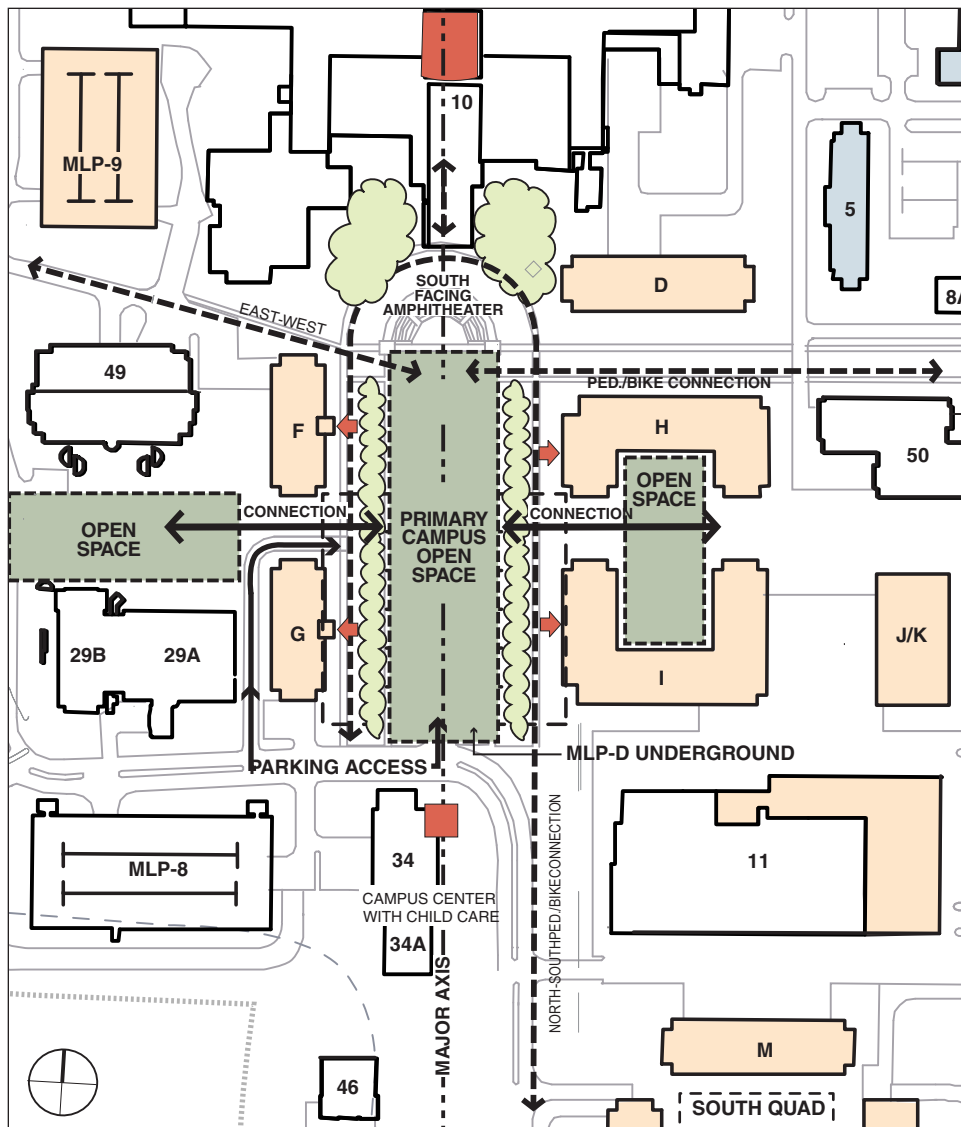 10
MLP-9
5
D
8A
SOUTH
FACING
AMPHITHEATER
EAST-WEST
49
PED./BIKE CONNECTION
F
H
50
OPEN
SPACE
CONNECTION
CONNECTION
PRIMARY
CAMPUS
OPEN
SPACE
OPEN
SPACE
G
J/K
29B
29A
I
PARKING ACCESS
MLP-D UNDERGROUND
34
11
MLP-8
CAMPUS CENTER
WITH CHILD CARE
34A
NORTH-SOUTHPED./BIKECONNECTION
MAJOR AXIS
M
46
SOUTH QUAD